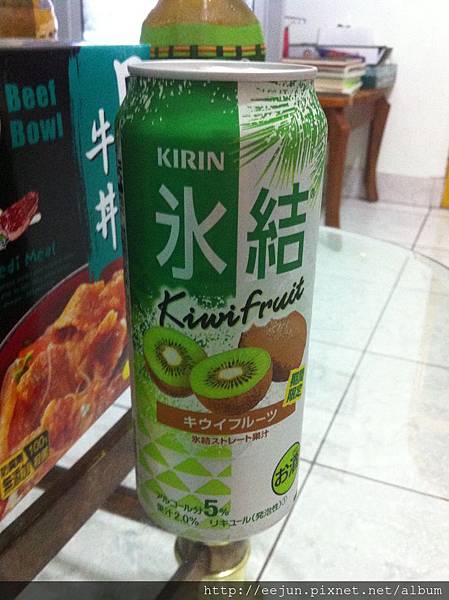 Beef
Bowl
牛丼
KIRIN
氷結
Kiwifruit
期間
限定
キウイフルーツ
氷結ストレート果汁
お酒
アルコール分5%
果汁2.0% リキュール(発泡性)①
http://eejun.pixnet.net/album